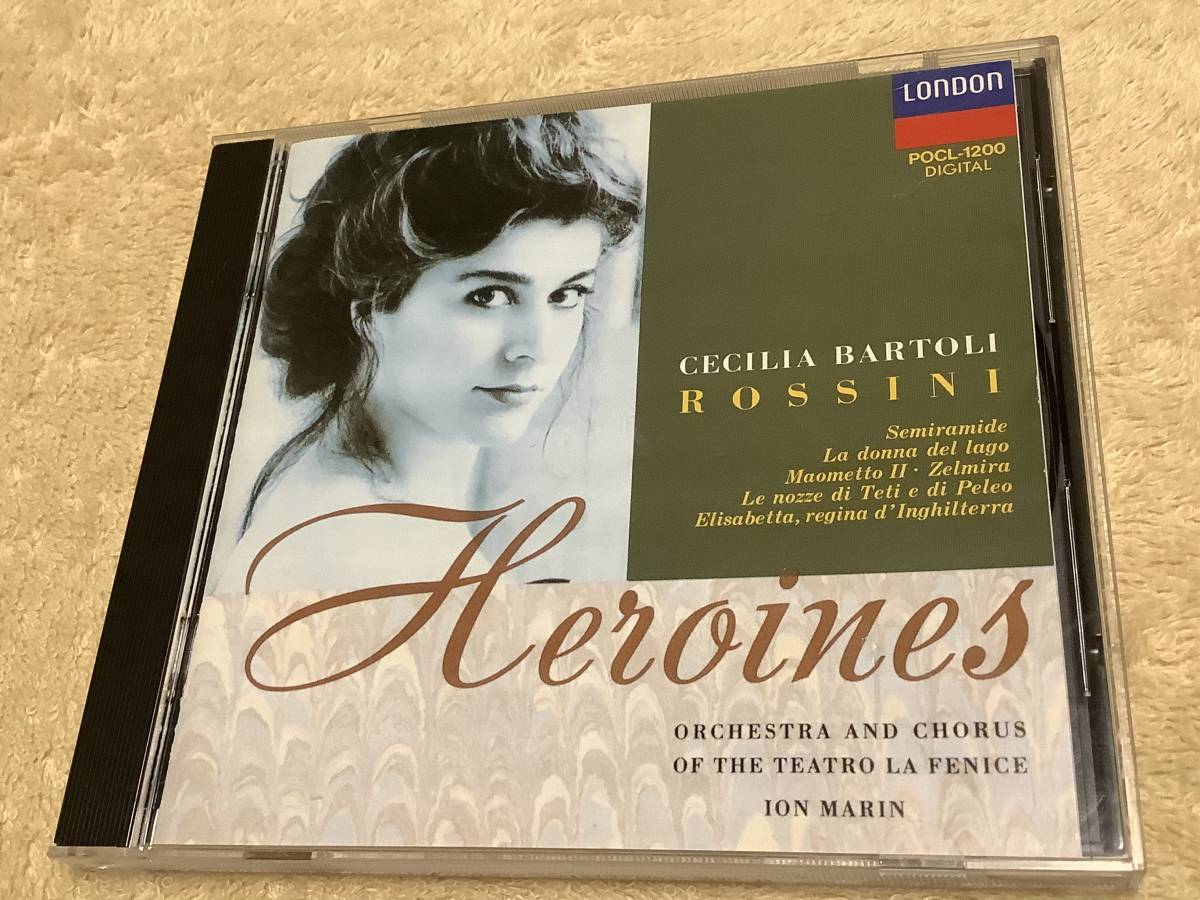 LONDON
POCL-1200
DIGITAL
CECILIA BARTOLI
ROSSINI
Semiramide
La donna del lago
Maometto II · Zelmira
Le nozze di Teti e di Peleo
Elisabetta, regina d'Inghilterra
Heroines
ORCHESTRA AND CHORUS
OF THE TEATRO LA FENICE
ION MARIN